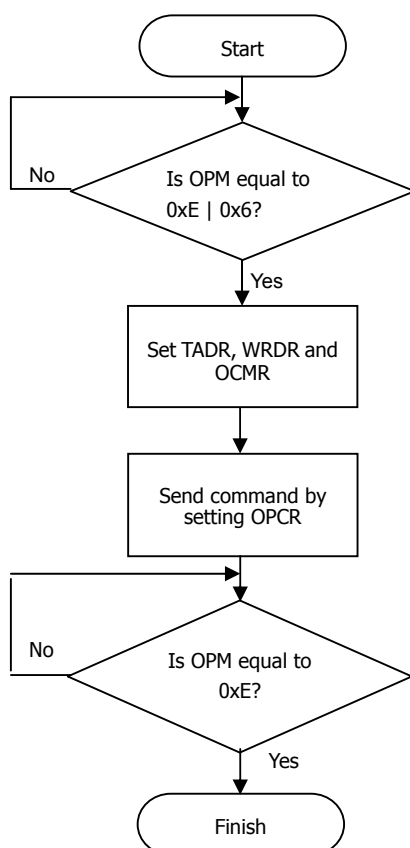 Start
No
Is OPM equal to
0xE | 0x6?
Yes
Set TADR, WRDR and
OCMR
Send command by
setting OPCR
No
Is OPM equal to
0xE?
Yes
Finish